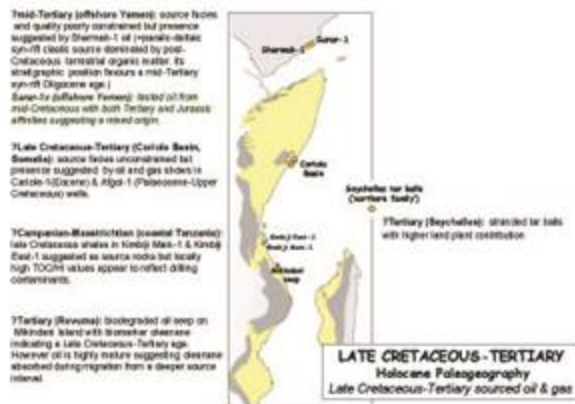 ?mid-Tertiary (offshore Yemen): source facies
and quality poorly constrained but presence
suggested by Sharmah-1 oil (=paralic-deltaic
syn-rift clastic source dominated by post-
Cretaceous terrestrial organic matter. Its
stratigraphic position favours a mid-Tertiary
syn-rift Oligocene age.)
Sarar-1x (offshore Yemen): tested oil from
mid-Cretaceous with both Tertiary and Jurassic
affinities suggesting a mixed origin.
?Late Cretaceous-Tertiary (Coriole Basin,
Somalia): source facies unconstrained but
presence suggested by oil and gas shows in
Coriole-1(Eocene) & Afgoi-1 (Palaeocene-Upper
Cretaceous) wells.
?Campanian-Maastrichtian (coastal Tanzania):
late Cretaceous shales in Kimbiji Main-1 & Kimbiji
East-1 suggested as source rocks but locally
high TOC/HI values appear to reflect drilling
contaminants.
?Tertiary (Rovuma): biodegraded oil seep on
Mikindani Island with biomarker oleanane
indicating a Late Cretaceous-Tertiary age.
However oil is highly mature suggesting oleanane
absorbed during migration from a deeper source
interval.
Sarar-1
Sharmah-1
Coriole
Basin
Seychelles tar balls
('northern family')
?Tertiary (Seychelles): stranded tar balls
with higher land plant contribution.
Kimbiji East-1
Kimbiji Main-1
Mikindani
seep
LATE CRETACEOUS-TERTIARY
Holocene Paleogeography
Late Cretaceous-Tertiary sourced oil & gas